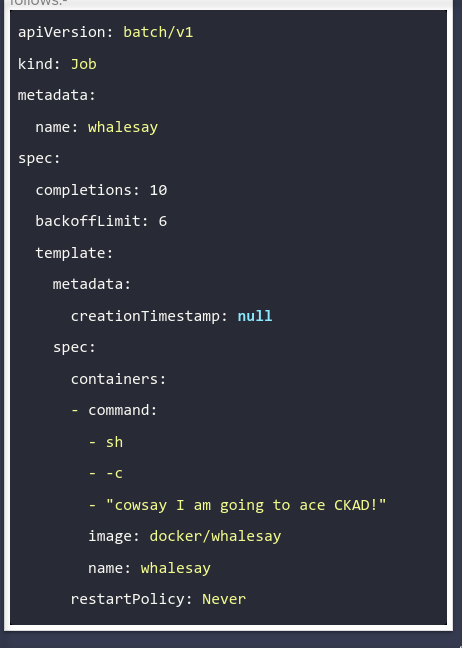 follows:-
apiVersion: batch/v1
kind: Job
metadata:
  name: whalesay
spec:
  completions: 10
  backoffLimit: 6
  template:
    metadata:
      creationTimestamp: null
    spec:
      containers:
      - command:
        - sh
        - -c
        - "cowsay I am going to ace CKAD!"
        image: docker/whalesay
        name: whalesay
      restartPolicy: Never